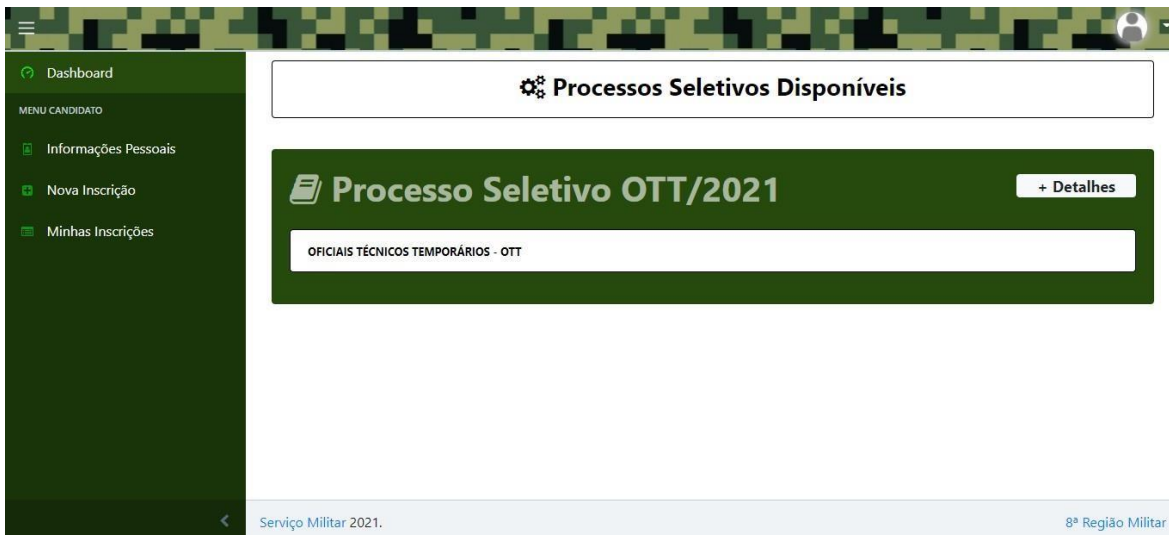 Dashboard
MENU CANDIDATO
Informações Pessoais
Nova Inscrição
Minhas Inscrições
Processos Seletivos Disponíveis
Processo Seletivo OTT/2021
+ Detalhes
OFICIAIS TÉCNICOS TEMPORÁRIOS - OTT
Serviço Militar 2021.
8ª Região Militar